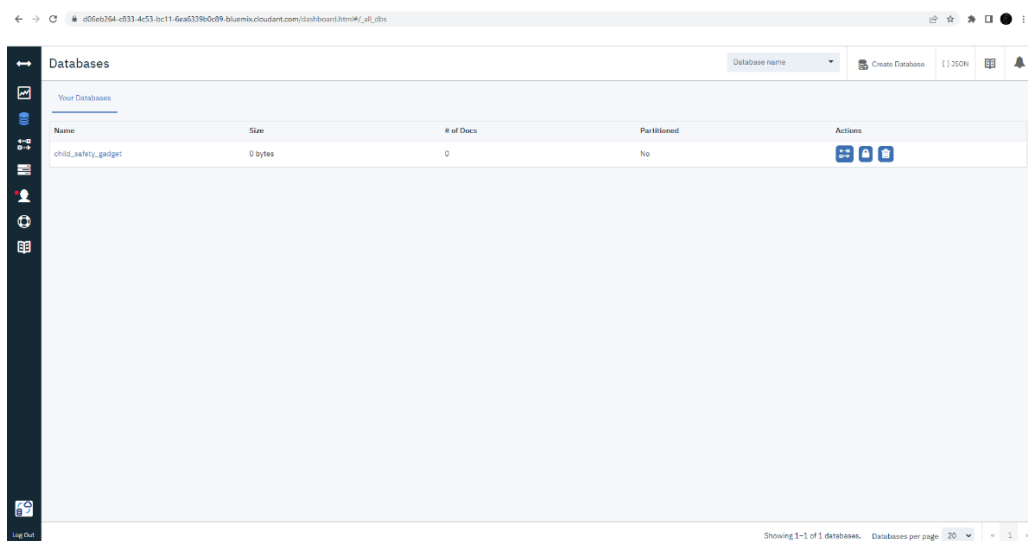 d06eb264-c833-4c53-bc11-6ea6339b0c89-bluemix.cloudant.com/dashboard.html#/_all_dbs
Databases
Database name
Create Database
{ } JSON
Your Databases
Name Size # of Docs Partitioned Actions
child_safety_gadget 0 bytes 0 No
Log Out
Showing 1–1 of 1 databases. Databases per page 20 < 1 >